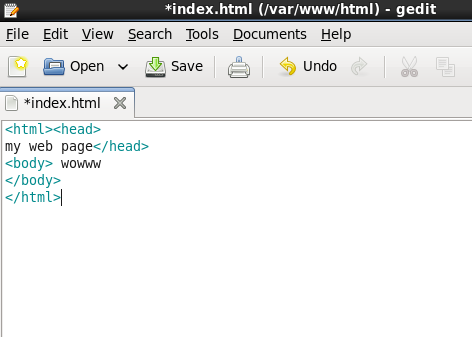 *index.html (/var/www/html) - gedit
File Edit View Search Tools Documents Help
Open Save Undo
*index.html
<html><head>
my web page</head>
<body> wowww
</body>
</html>